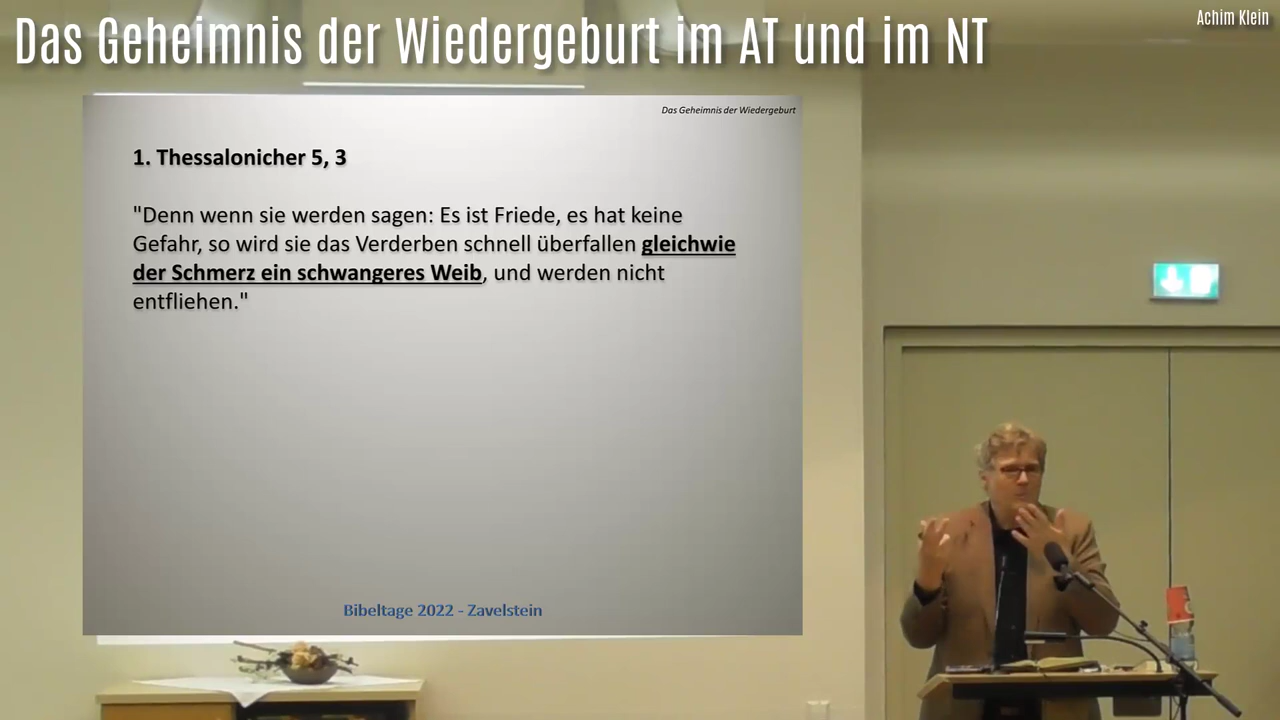 Das Geheimnis der Wiedergeburt im AT und im NT
Achim Klein
Das Geheimnis der Wiedergeburt
1. Thessalonicher 5, 3
"Denn wenn sie werden sagen: Es ist Friede, es hat keine
Gefahr, so wird sie das Verderben schnell überfallen gleichwie
der Schmerz ein schwangeres Weib, und werden nicht
entfliehen."
Bibeltage 2022 - Zavelstein